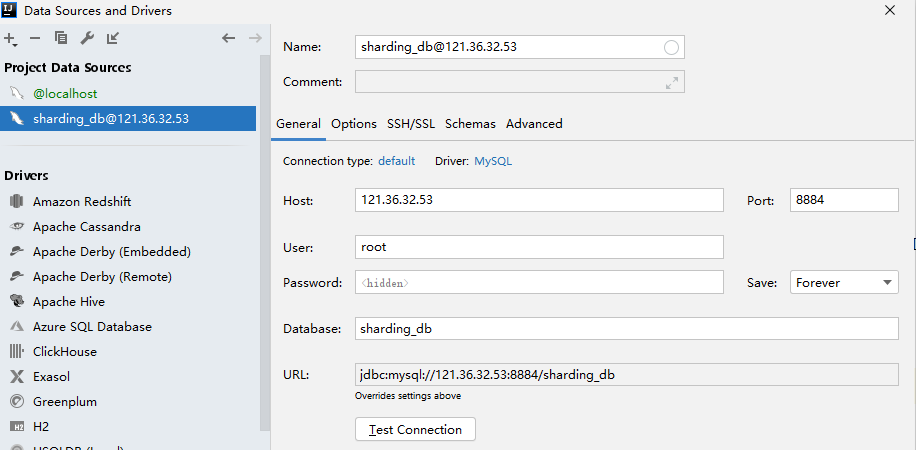 Data Sources and Drivers
Project Data Sources
@localhost
sharding_db@121.36.32.53
Drivers
Amazon Redshift
Apache Cassandra
Apache Derby (Embedded)
Apache Derby (Remote)
Apache Hive
Azure SQL Database
ClickHouse
Exasol
Greenplum
H2
Name: sharding_db@121.36.32.53
Comment:
General Options SSH/SSL Schemas Advanced
Connection type: default Driver: MySQL
Host: 121.36.32.53 Port: 8884
User: root
Password: <hidden> Save: Forever
Database: sharding_db
URL: jdbc:mysql://121.36.32.53:8884/sharding_db
Overrides settings above
Test Connection